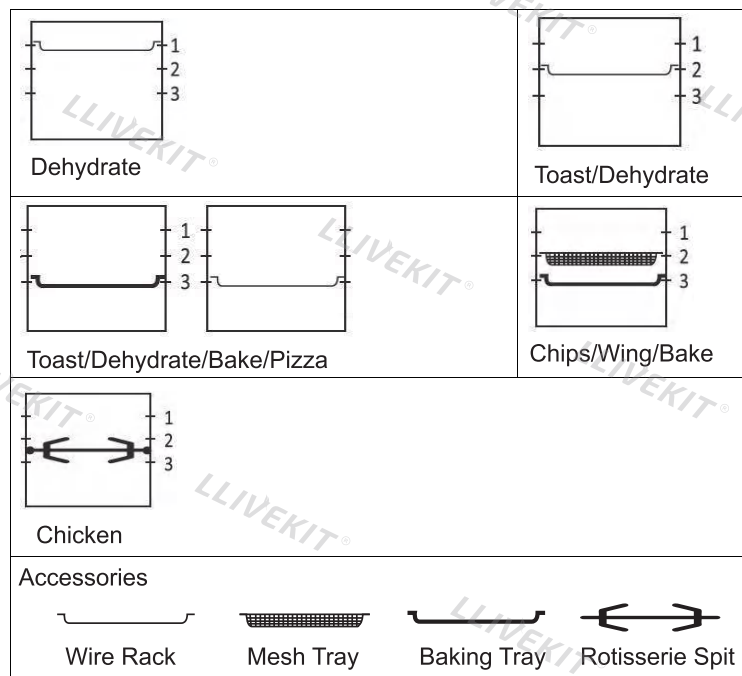 1
2
3
Dehydrate
1
2
3
Toast/Dehydrate
1
2
3
Toast/Dehydrate/Bake/Pizza
1
2
3
Chips/Wing/Bake
1
2
3
Chicken
Accessories
Wire Rack
Mesh Tray
Baking Tray
Rotisserie Spit
LLIVEKIT®
LLIVEKIT®
LLIVEKIT®
LLIVEKIT®
LLIVEKIT®
LLIVEKIT